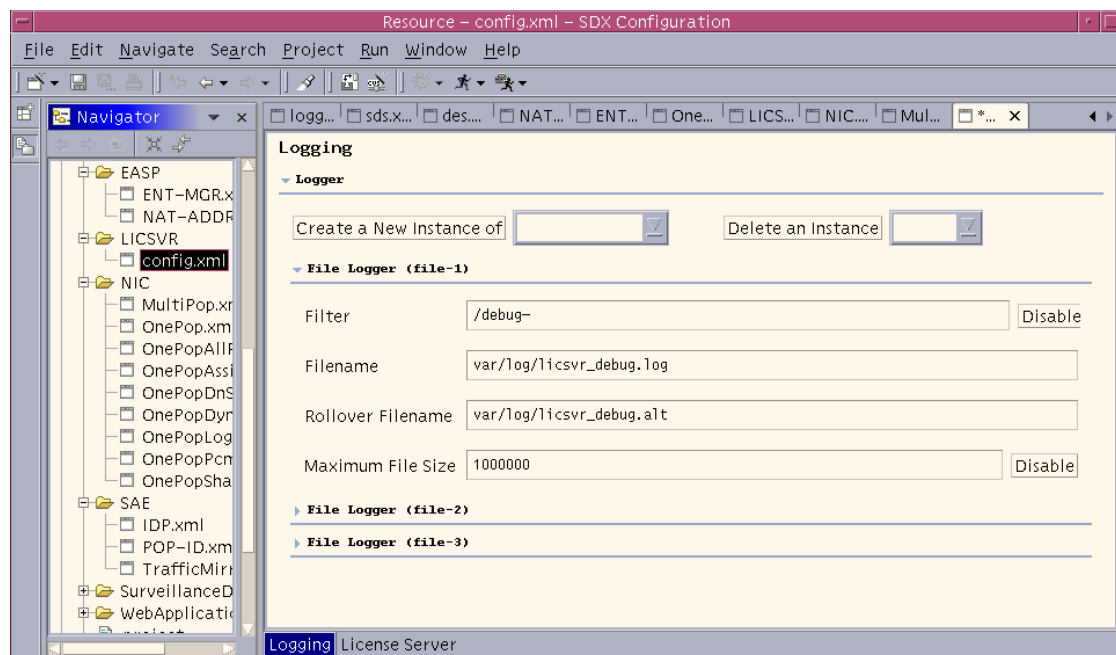 Resource – config.xml – SDX Configuration
File Edit Navigate Search Project Run Window Help
Navigator
EASP
ENT–MGR.x
NAT–ADDR
LICSVR
config.xml
NIC
MultiPop.xm
OnePop.xm
OnePopAllF
OnePopAssi
OnePopDnS
OnePopDyn
OnePopLog
OnePopPcm
OnePopSha
SAE
IDP.xml
POP–ID.xm
TrafficMirr
SurveillanceD
WebApplicatio
logg... sds.x... des.... NAT... ENT... One... LICS... NIC.... Mul... *...
Logging
Logger
Create a New Instance of
Delete an Instance
File Logger (file-1)
Filter /debug– Disable
Filename var/log/licsvr_debug.log
Rollover Filename var/log/licsvr_debug.alt
Maximum File Size 1000000 Disable
File Logger (file-2)
File Logger (file-3)
Logging License Server